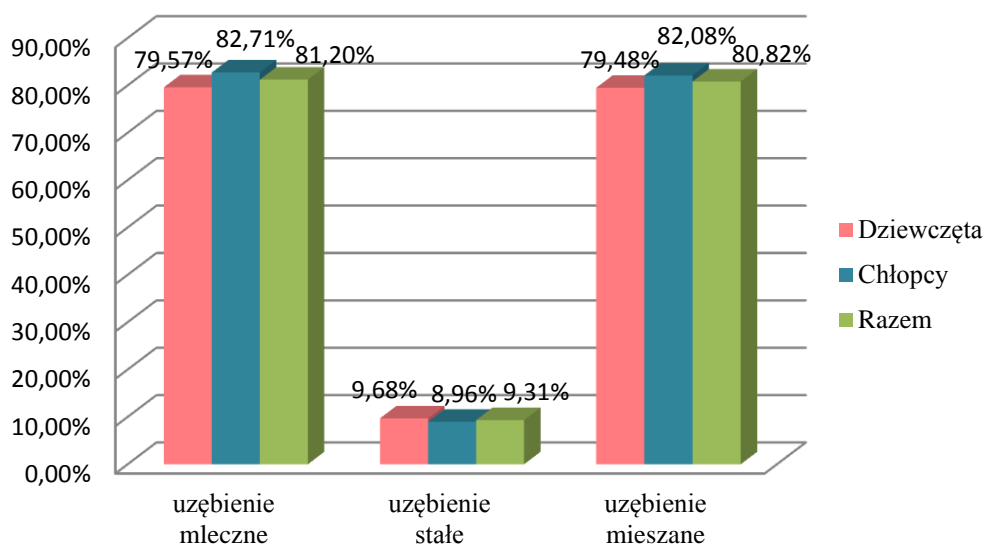 90,00%
80,00%
70,00%
60,00%
50,00%
40,00%
30,00%
20,00%
10,00%
0,00%
79,57%
82,71%
81,20%
9,68%
8,96%
9,31%
79,48%
82,08%
80,82%
uzębienie
mleczne
uzębienie
stałe
uzębienie
mieszane
Dziewczęta
Chłopcy
Razem